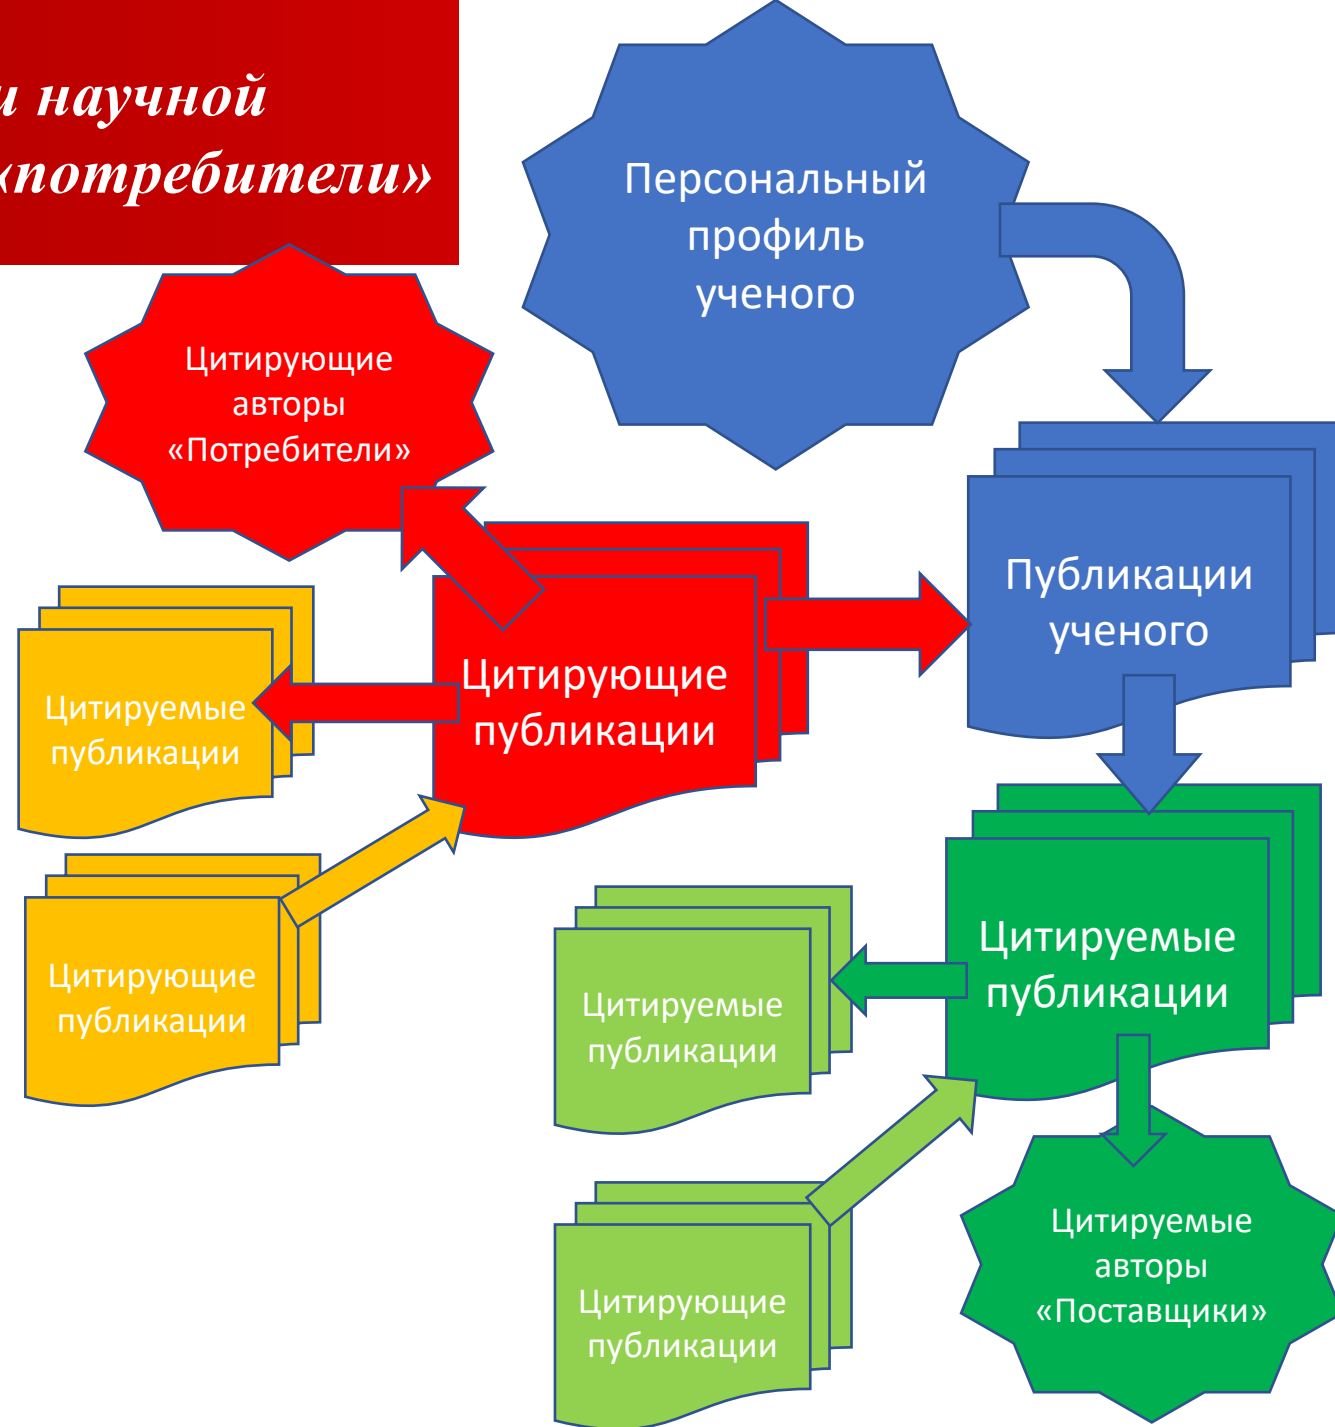 и научной
«потребители»
Персональный
профиль
ученого
Цитирующие
авторы
«Потребители»
Публикации
ученого
Цитирующие
публикации
Цитируемые
публикации
Цитирующие
публикации
Цитируемые
публикации
Цитируемые
публикации
Цитирующие
публикации
Цитируемые
авторы
«Поставщики»